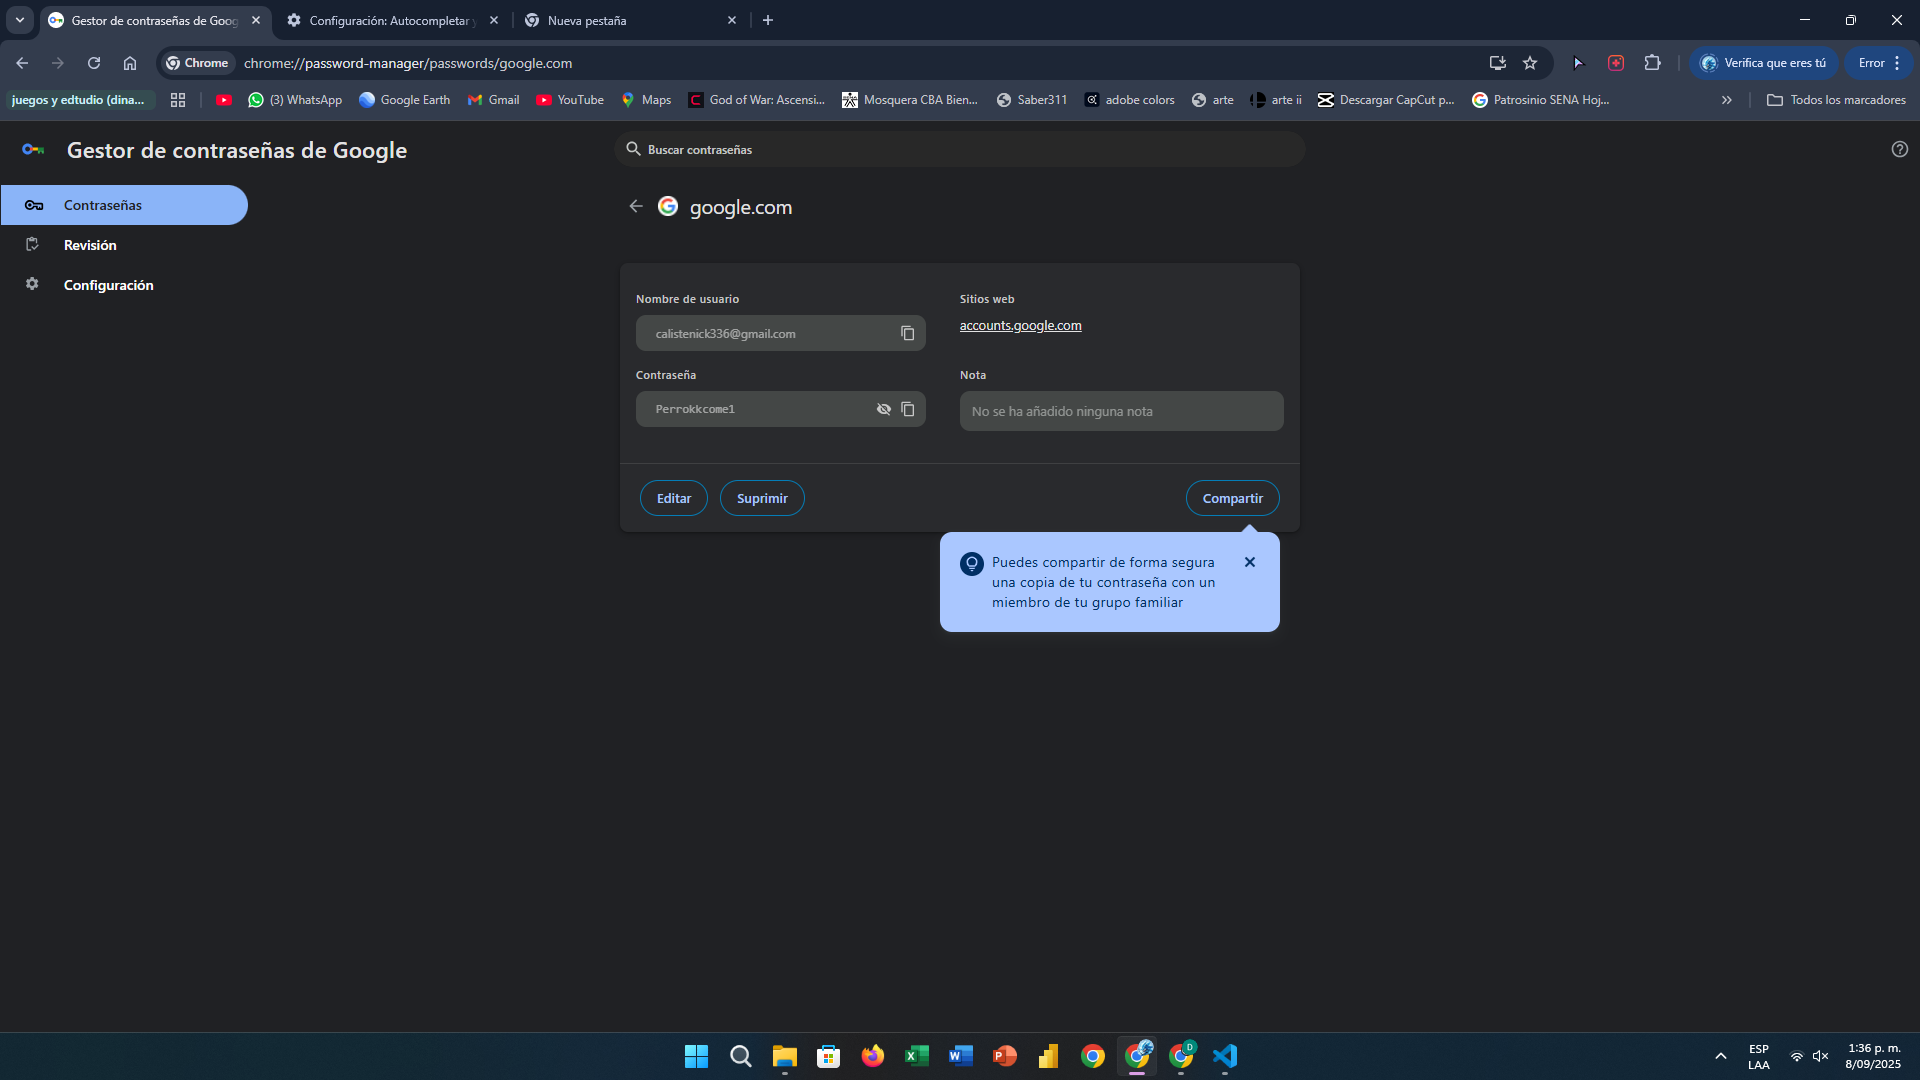 Gestor de contraseñas de Goog
Configuración: Autocompletar y
Nueva pestaña
Chrome
chrome://password-manager/passwords/google.com
Verifica que eres tú
Error
juegos y edtudio (dina...
(3) WhatsApp
Google Earth
Gmail
YouTube
Maps
God of War: Ascensi...
Mosquera CBA Bien...
Saber311
adobe colors
arte
arte ii
Descargar CapCut p...
Patrosinio SENA Hoj...
Todos los marcadores
Gestor de contraseñas de Google
Buscar contraseñas
Contraseñas
Revisión
Configuración
google.com
Nombre de usuario
calistenick336@gmail.com
Sitios web
accounts.google.com
Contraseña
Perrokkcome1
Nota
No se ha añadido ninguna nota
Editar
Suprimir
Compartir
Puedes compartir de forma segura
una copia de tu contraseña con un
miembro de tu grupo familiar
ESP
LAA
1:36 p. m.
8/09/2025